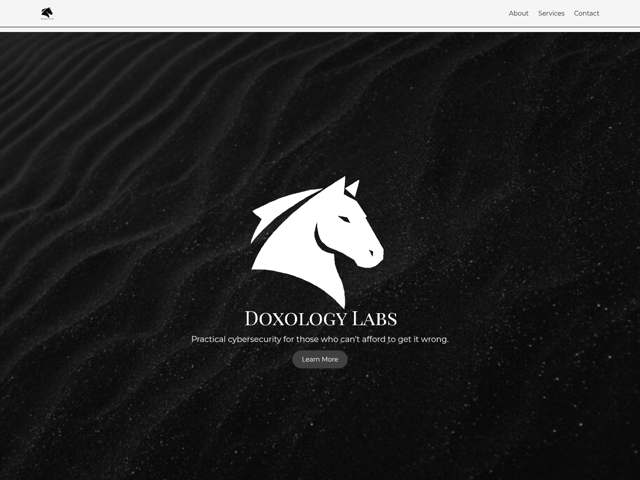 About
Services
Contact
Doxology Labs
Practical cybersecurity for those who can't afford to get it wrong.
Learn More